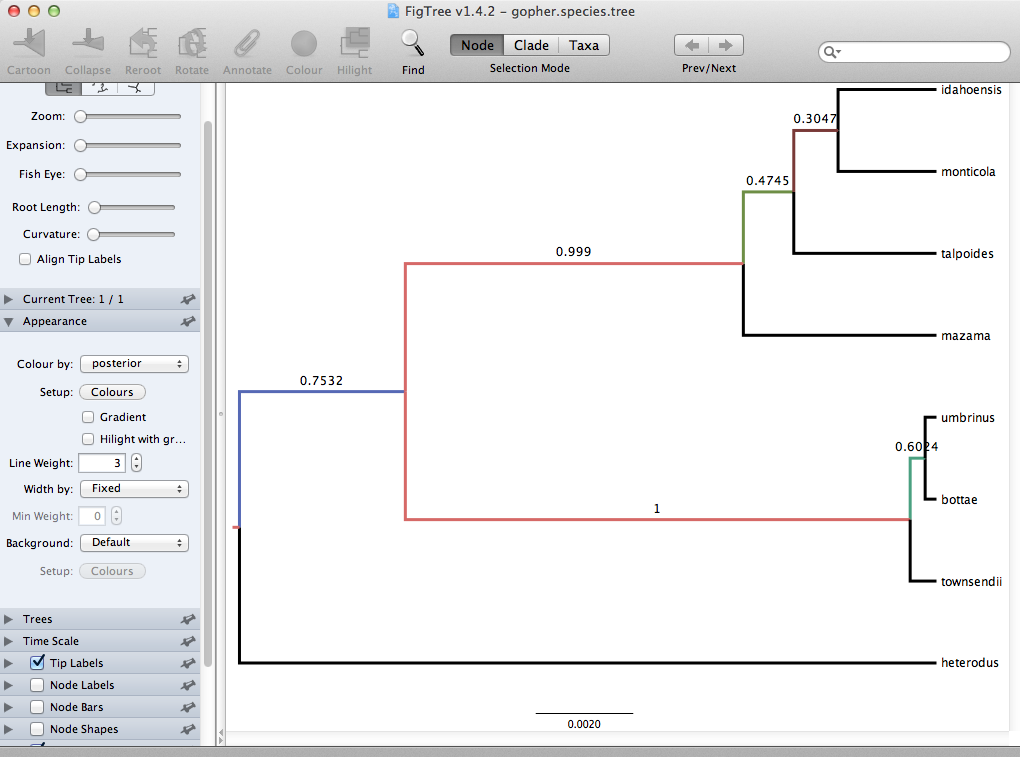 FigTree v1.4.2 - gopher.species.tree
Cartoon Collapse Reroot Rotate Annotate Colour Hilight Find
Node Clade Taxa
Selection Mode
Prev/Next
Zoom:
Expansion:
Fish Eye:
Root Length:
Curvature:
Align Tip Labels
Current Tree: 1 / 1
Appearance
Colour by: posterior
Setup: Colours
Gradient
Hilight with gr...
Line Weight: 3
Width by: Fixed
Min Weight: 0
Background: Default
Setup: Colours
Trees
Time Scale
Tip Labels
Node Labels
Node Bars
Node Shapes
idahoensis
0.3047
monticola
0.4745
talpoides
0.999
mazama
0.7532
umbrinus
0.6024
bottae
1
townsendii
heterodus
0.0020